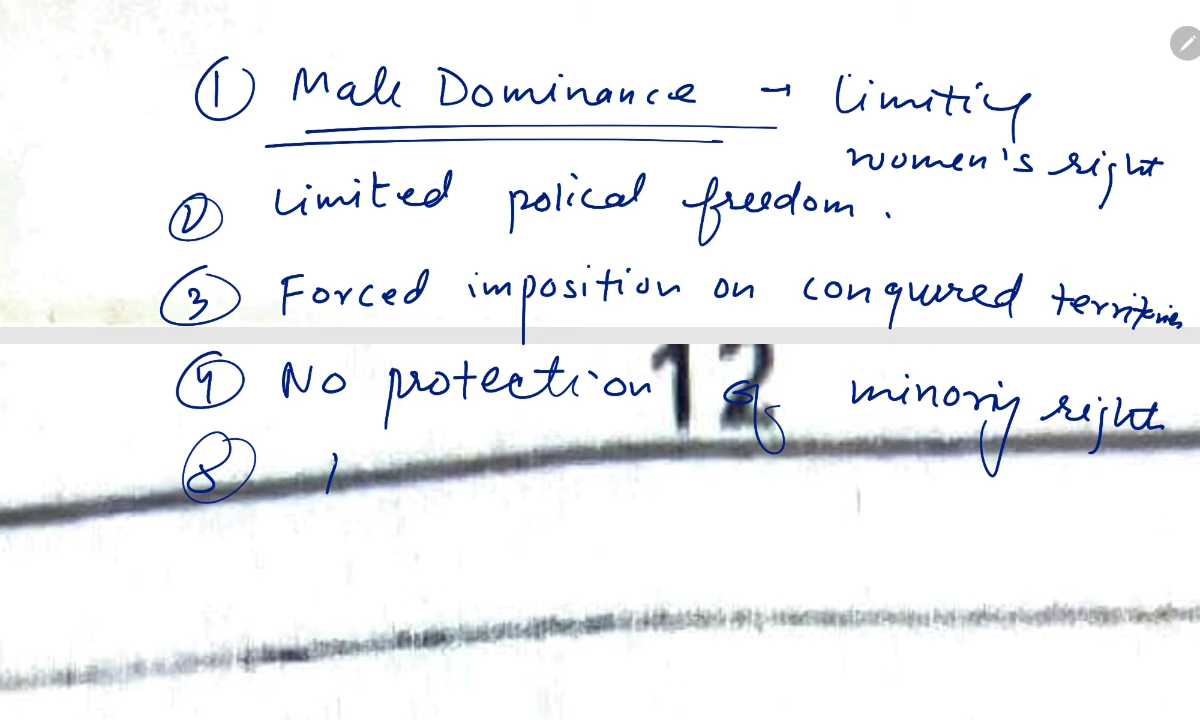 ① Male Dominance → Limiting
women's right
② Limited polical freedom.
③ Forced imposition on conqured territories
12
④ No protection of minority right
⑧ I